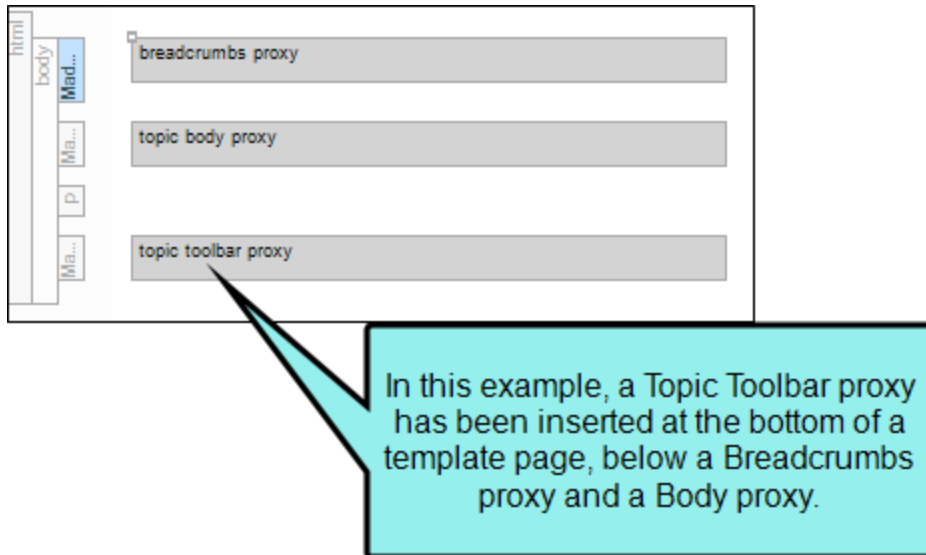 html
body
Mad...
breadcrumbs proxy
Ma...
topic body proxy
p
Ma...
topic toolbar proxy
In this example, a Topic Toolbar proxy
has been inserted at the bottom of a
template page, below a Breadcrumbs
proxy and a Body proxy.